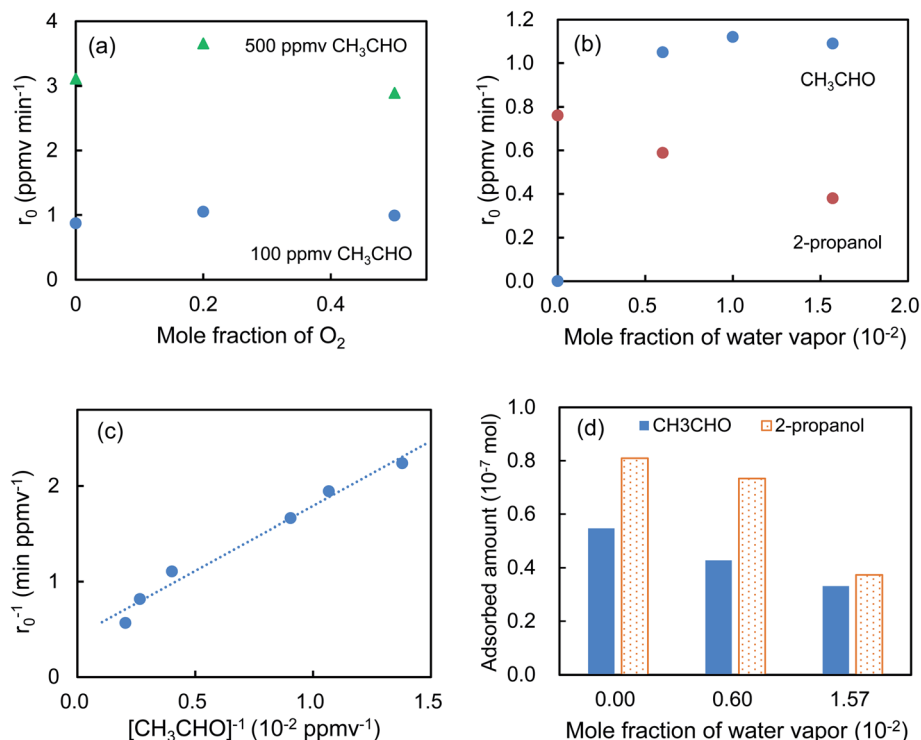 (a)
500 ppmv CH₃CHO
100 ppmv CH₃CHO
r₀ (ppmv min⁻¹)
4
3
2
1
0
0 0.2 0.4
Mole fraction of O₂
(b)
CH₃CHO
2-propanol
r₀ (ppmv min⁻¹)
1.2
1.0
0.8
0.6
0.4
0.2
0.0
0.0 0.5 1.0 1.5 2.0
Mole fraction of water vapor (10⁻²)
(c)
r₀⁻¹ (min ppmv⁻¹)
2
1
0
0.0 0.5 1.0 1.5
[CH₃CHO]⁻¹ (10⁻² ppmv⁻¹)
(d)
CH3CHO 2-propanol
Adsorbed amount (10⁻⁷ mol)
1.0
0.8
0.6
0.4
0.2
0.0
0.00 0.60 1.57
Mole fraction of water vapor (10⁻²)